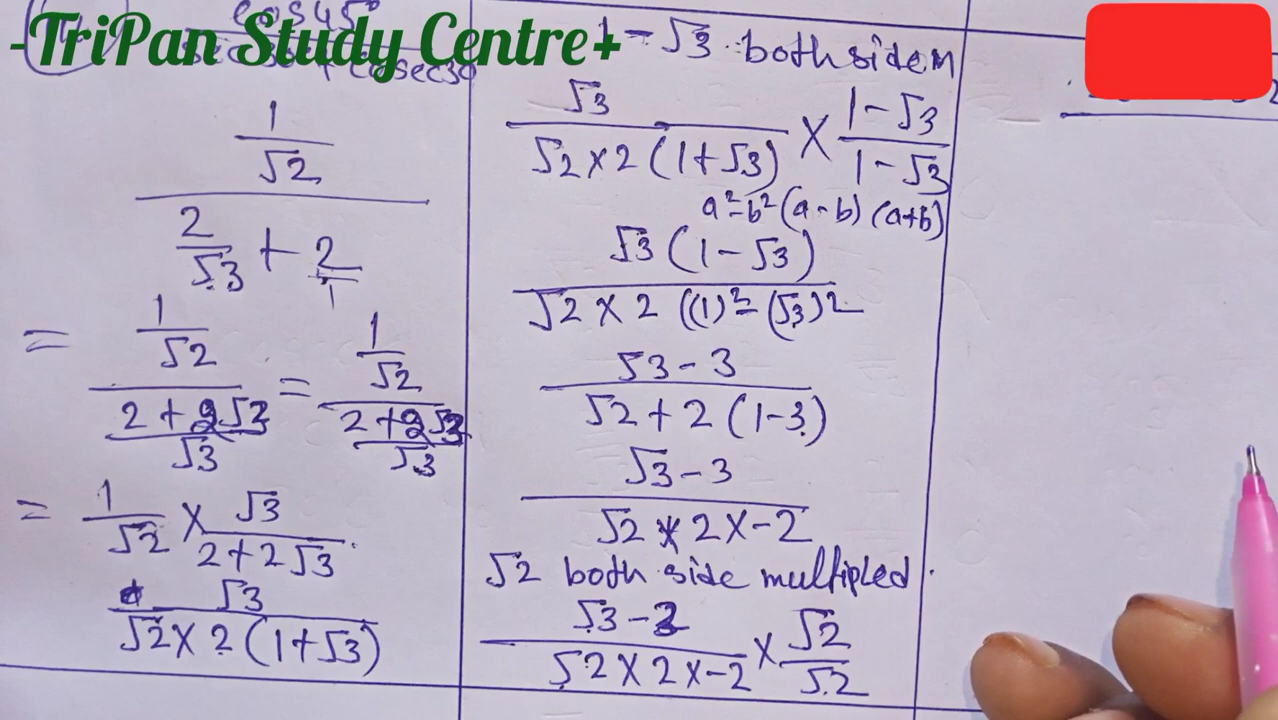 cos45°
-TriPan Study Centre+
cosec30
1
√2
2/√3 + 2/1
= 1/√2 / (2+2√3)/√3 = 1/√2 / (2+2√3)/√3
= 1/√2 × √3/(2+2√3)
√3
√2×2(1+√3)
1-√3 both side m
√3/(√2×2(1+√3)) × (1-√3)/(1-√3)
a²-b²(a-b)(a+b)
√3(1-√3)
√2×2((1)²-(√3)²
√3-3
√2+2(1-3)
√3-3
√2×2×-2
√2 both side multipled.
(√3-3)/(√2×2×-2) × √2/√2